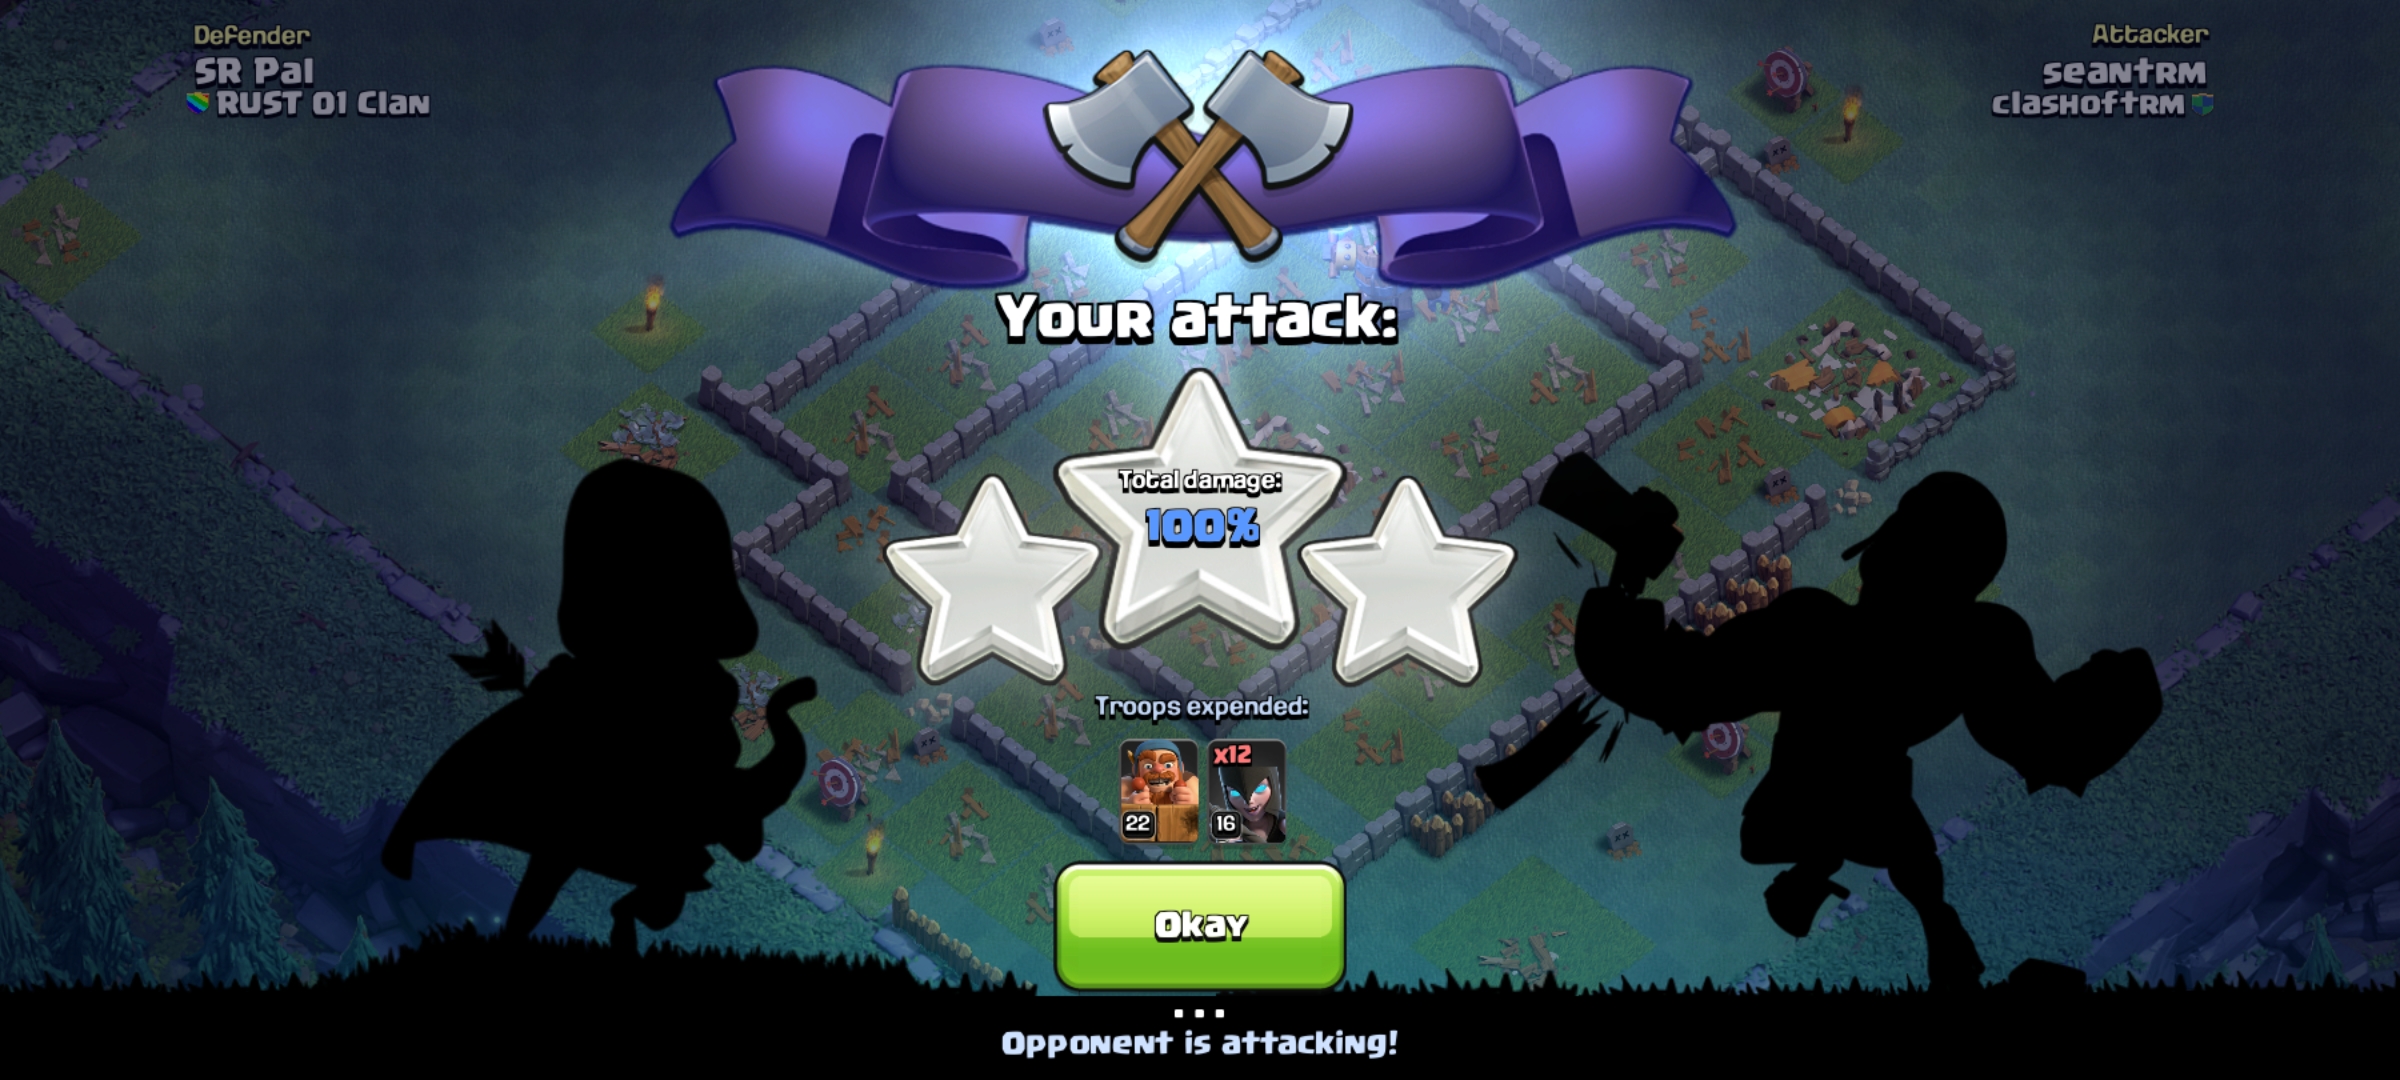 Defender
SR Pal
RUST 01 Clan
Attacker
seantRM
clashoftRM
Your attack:
Total damage:
100%
Troops expended:
x12
22
16
Okay
...
Opponent is attacking!